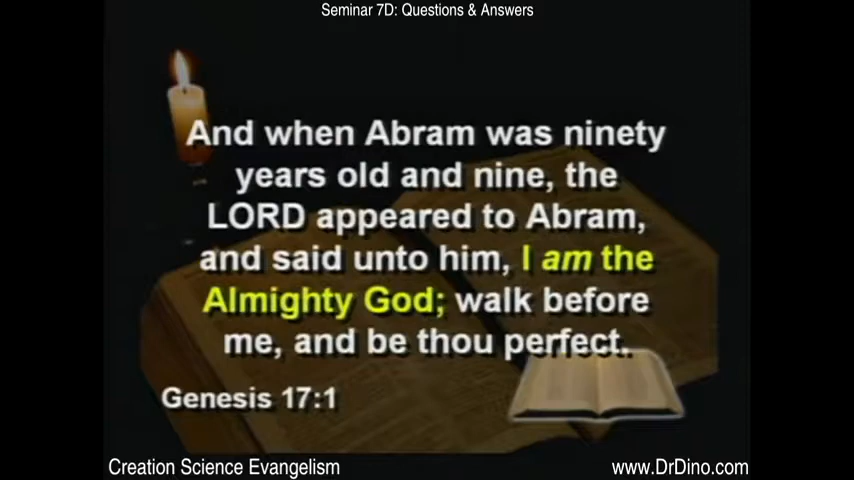 Seminar 7D: Questions & Answers
And when Abram was ninety
years old and nine, the
LORD appeared to Abram,
and said unto him, I am the
Almighty God; walk before
me, and be thou perfect.
Genesis 17:1
Creation Science Evangelism
www.DrDino.com